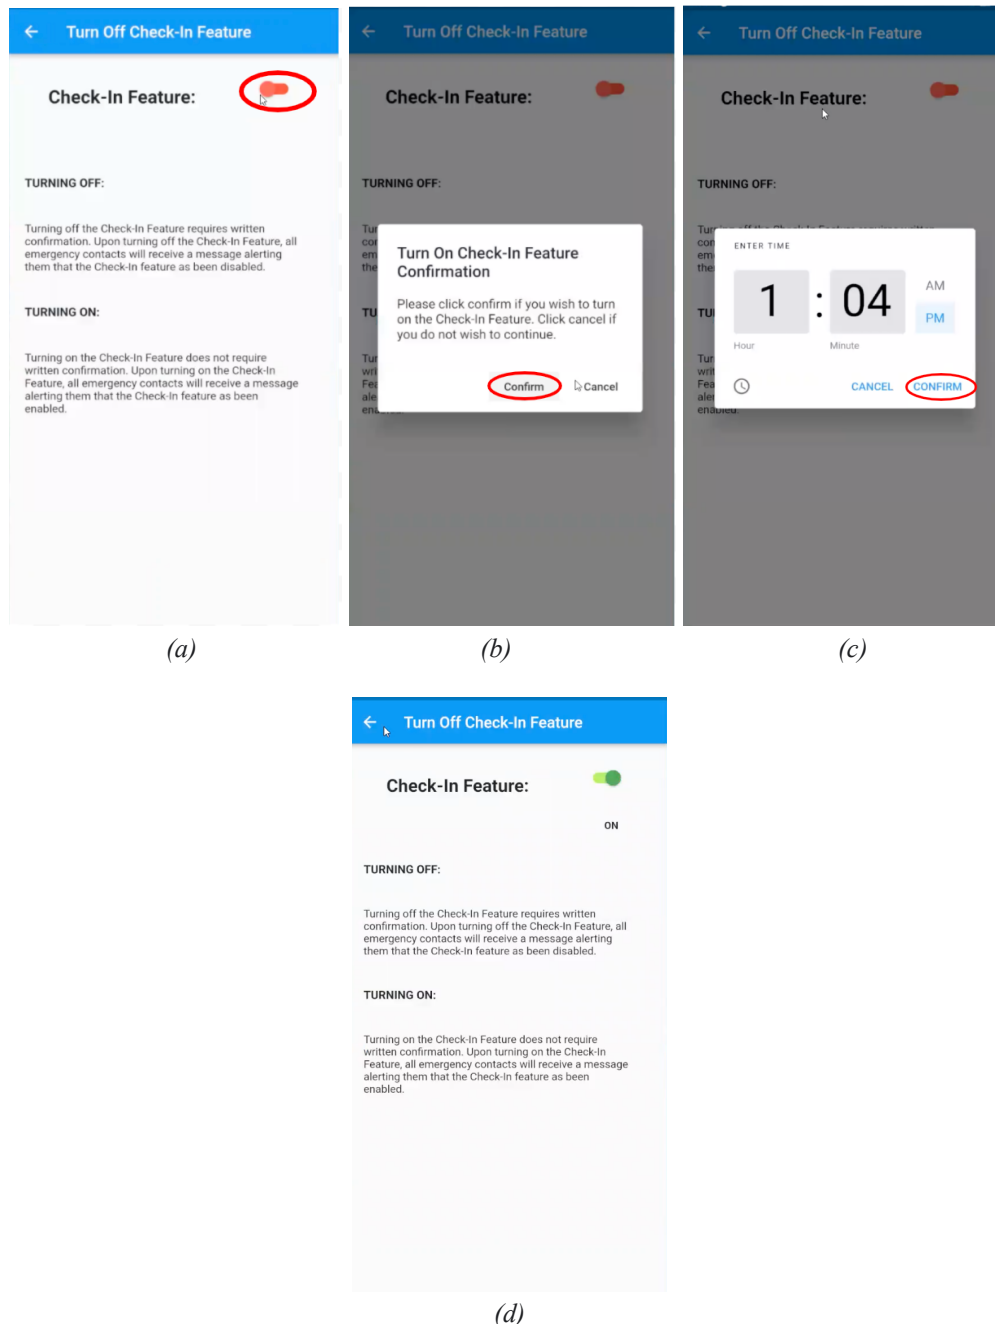 Turn Off Check-In Feature
Check-In Feature:
TURNING OFF:
Turning off the Check-In Feature requires written
confirmation. Upon turning off the Check-In Feature, all
emergency contacts will receive a message alerting
them that the Check-In feature as been disabled.
TURNING ON:
Turning on the Check-In Feature does not require
written confirmation. Upon turning on the Check-In
Feature, all emergency contacts will receive a message
alerting them that the Check-In feature as been
enabled.
(a)
Turn Off Check-In Feature
Check-In Feature:
TURNING OFF:
Turn On Check-In Feature
Confirmation
Please click confirm if you wish to turn
on the Check-In Feature. Click cancel if
you do not wish to continue.
Confirm Cancel
(b)
Turn Off Check-In Feature
Check-In Feature:
TURNING OFF:
ENTER TIME
1 : 04
AM
PM
Hour Minute
CANCEL CONFIRM
enabled.
(c)
Turn Off Check-In Feature
Check-In Feature:
ON
TURNING OFF:
Turning off the Check-In Feature requires written
confirmation. Upon turning off the Check-In Feature, all
emergency contacts will receive a message alerting
them that the Check-In feature as been disabled.
TURNING ON:
Turning on the Check-In Feature does not require
written confirmation. Upon turning on the Check-In
Feature, all emergency contacts will receive a message
alerting them that the Check-In feature as been
enabled.
(d)